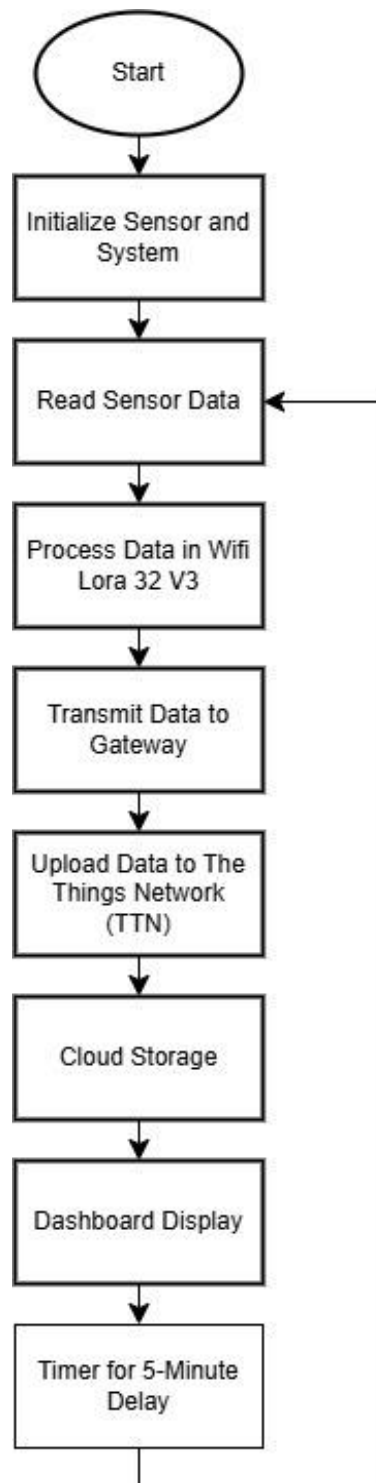 Start
Initialize Sensor and
System
Read Sensor Data
Process Data in Wifi
Lora 32 V3
Transmit Data to
Gateway
Upload Data to The
Things Network
(TTN)
Cloud Storage
Dashboard Display
Timer for 5-Minute
Delay